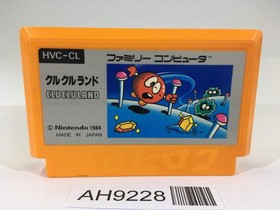 HVC-CL
ファミリー コンピュータ
クルクルランド
CLU CLU LAND
© Nintendo 1984
MADE IN JAPAN
AH9228